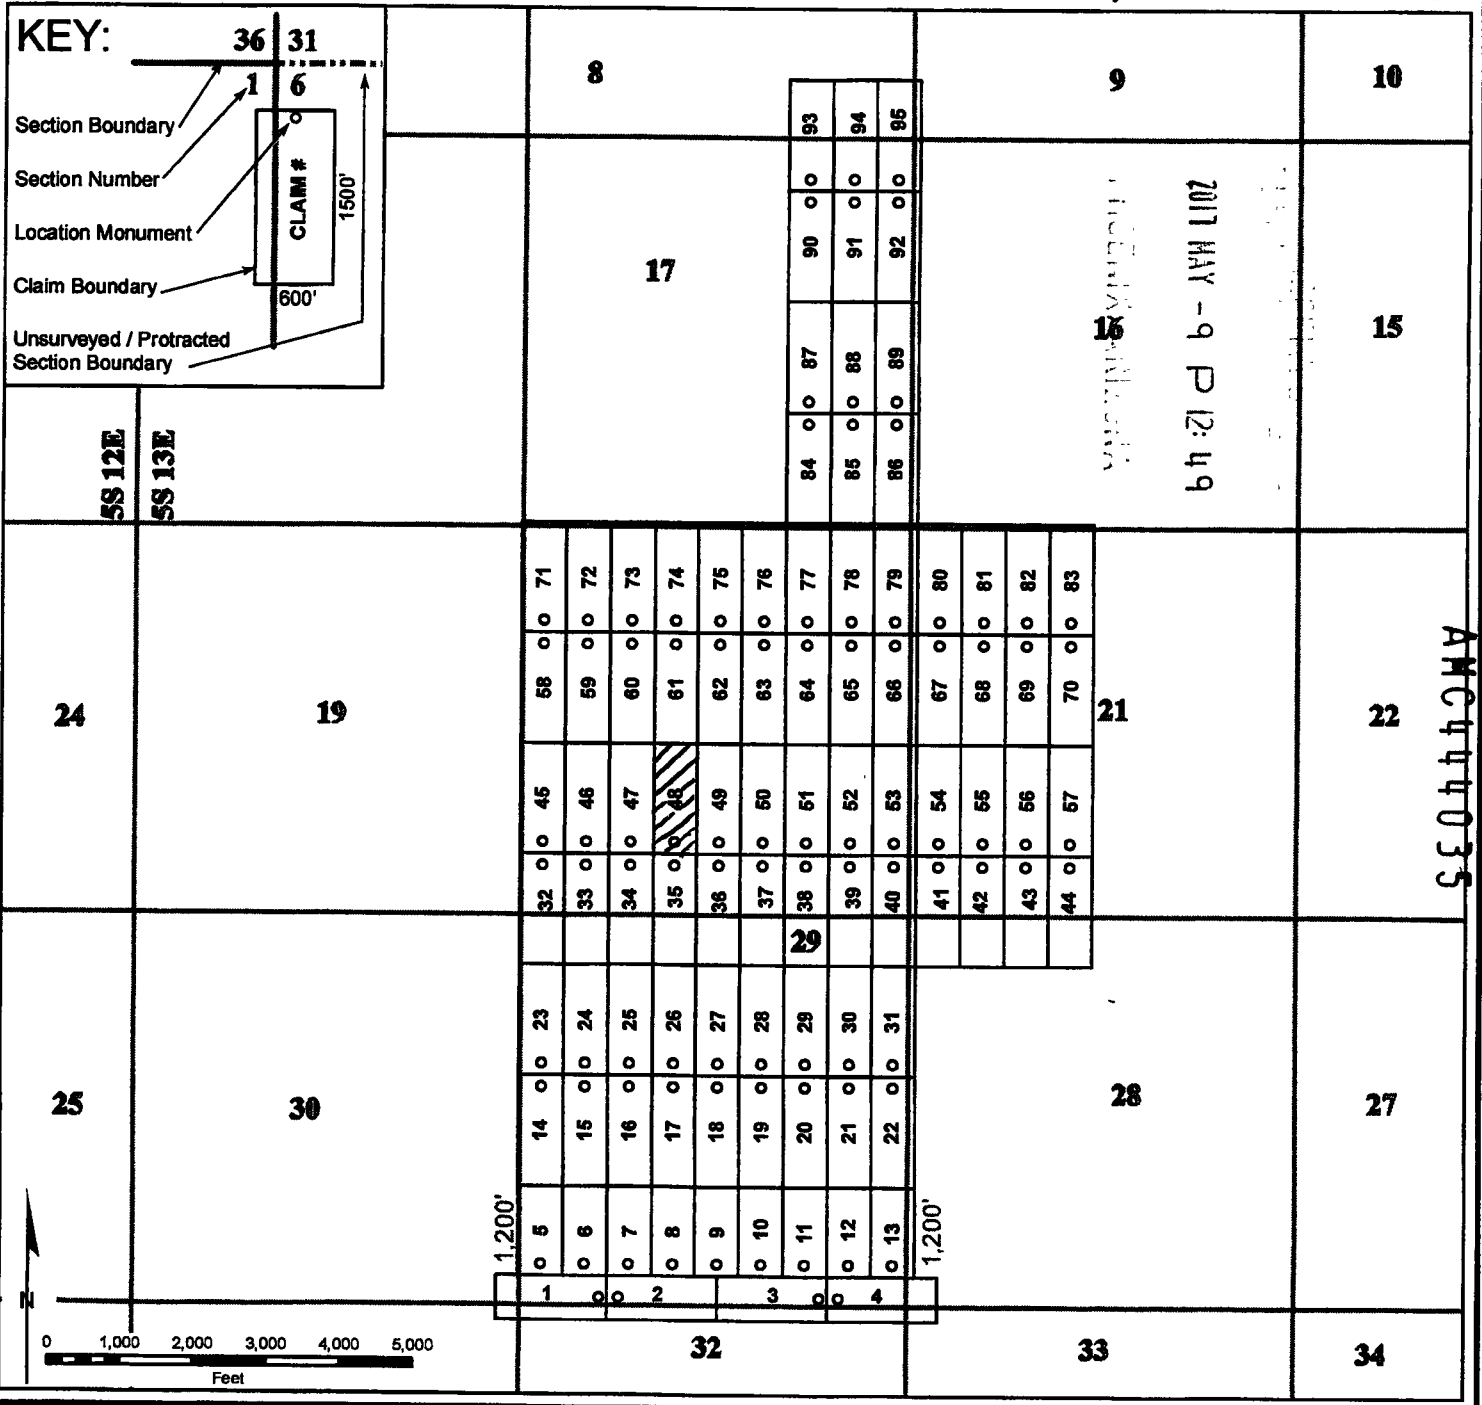 KEY:
36 31
1 6
Section Boundary
Section Number
Location Monument
Claim Boundary
Unsurveyed / Protracted
Section Boundary
CLAIM #
1500'
600'
8 9 10
93 94 95
17 16 15
90 91 92
87 88 89
84 85 86
2017 MAY - 9 P 12: 49
5S 12E
5S 13E
71 72 73 74 75 76 77 78 79 80 81 82 83
58 59 60 61 62 63 64 65 66 67 68 69 70
24 19 21 22
AMC444035
45 46 47 48 49 50 51 52 53 54 55 56 57
32 33 34 35 36 37 38 39 40 41 42 43 44
29
23 24 25 26 27 28 29 30 31
25 30 28 27
14 15 16 17 18 19 20 21 22
1,200' 5 6 7 8 9 10 11 12 13 1,200'
1 2 3 4
N
32 33 34
0 1,000 2,000 3,000 4,000 5,000
Feet